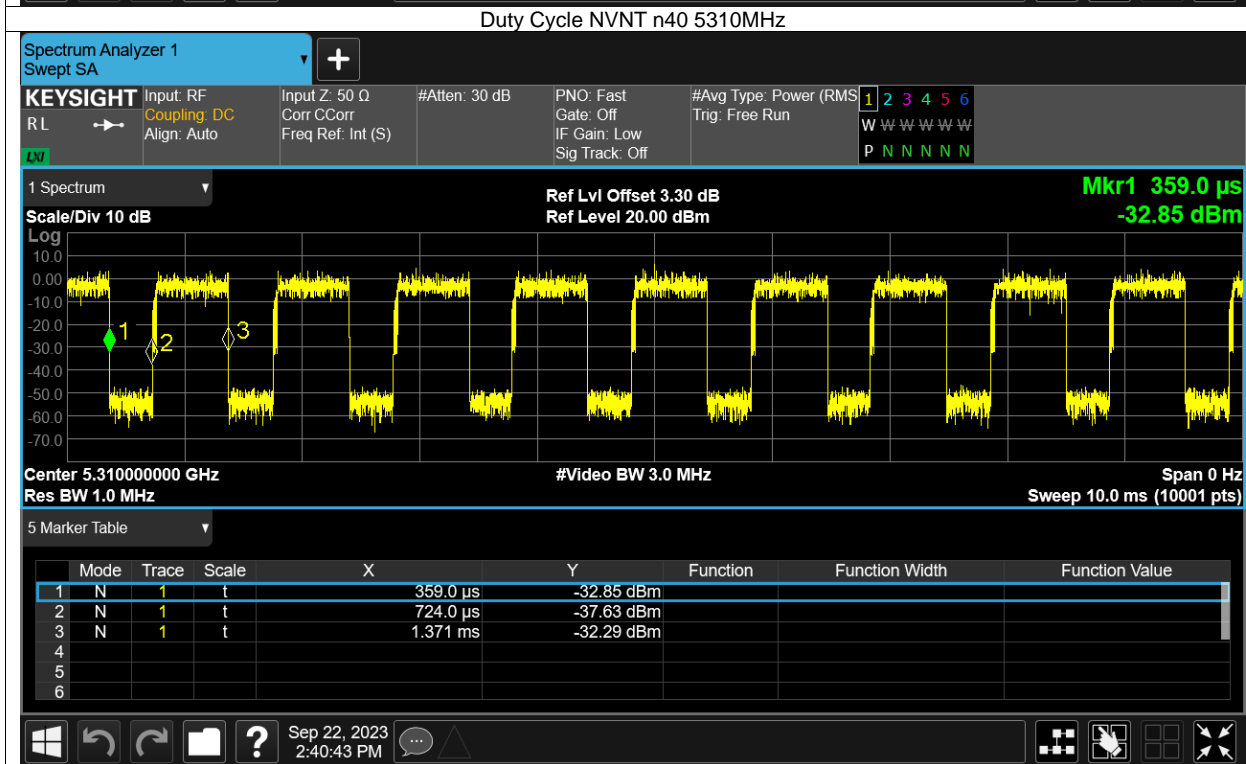 Duty Cycle NVNT n40 5310MHz
Spectrum Analyzer 1
Swept SA
+
KEYSIGHT Input: RF Input Z: 50 Ω #Atten: 30 dB PNO: Fast #Avg Type: Power (RMS 1 2 3 4 5 6
RL Coupling: DC Corr CCorr Gate: Off Trig: Free Run W W W W W W
Align: Auto Freq Ref: Int (S) IF Gain: Low
LXI Sig Track: Off P N N N N N
1 Spectrum Ref Lvl Offset 3.30 dB Mkr1 359.0 µs
Scale/Div 10 dB Ref Level 20.00 dBm -32.85 dBm
Log
10.0
0.00
-10.0
-20.0
1 2 3
-30.0
-40.0
-50.0
-60.0
-70.0
Center 5.310000000 GHz #Video BW 3.0 MHz Span 0 Hz
Res BW 1.0 MHz Sweep 10.0 ms (10001 pts)
5 Marker Table
Mode Trace Scale X Y Function Function Width Function Value
1 N 1 t 359.0 µs -32.85 dBm
2 N 1 t 724.0 µs -37.63 dBm
3 N 1 t 1.371 ms -32.29 dBm
4
5
6
? Sep 22, 2023
2:40:43 PM